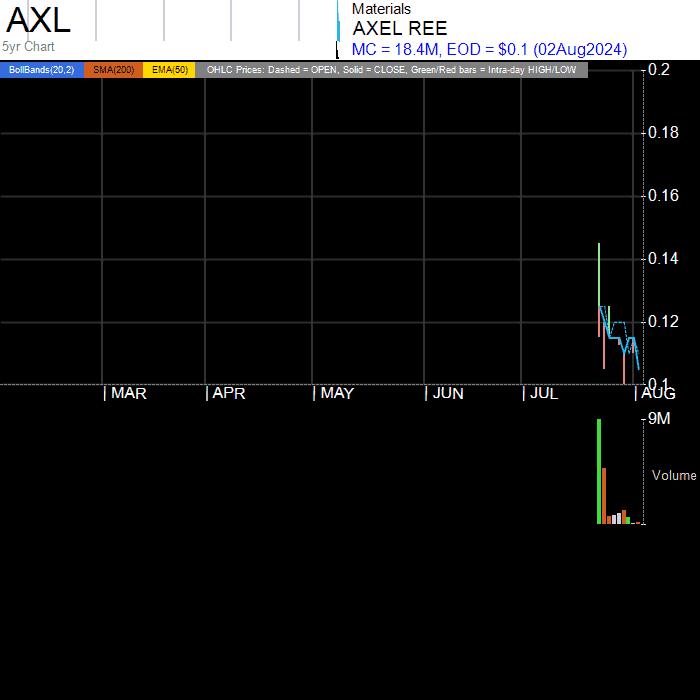 AXL
5yr Chart
Materials
AXEL REE
MC = 18.4M, EOD = $0.1 (02Aug2024)
BollBands(20,2) SMA(200) EMA(50) OHLC Prices: Dashed = OPEN, Solid = CLOSE, Green/Red bars = Intra-day HIGH/LOW
0.2
0.18
0.16
0.14
0.12
0.1
MAR APR MAY JUN JUL AUG
9M
Volume